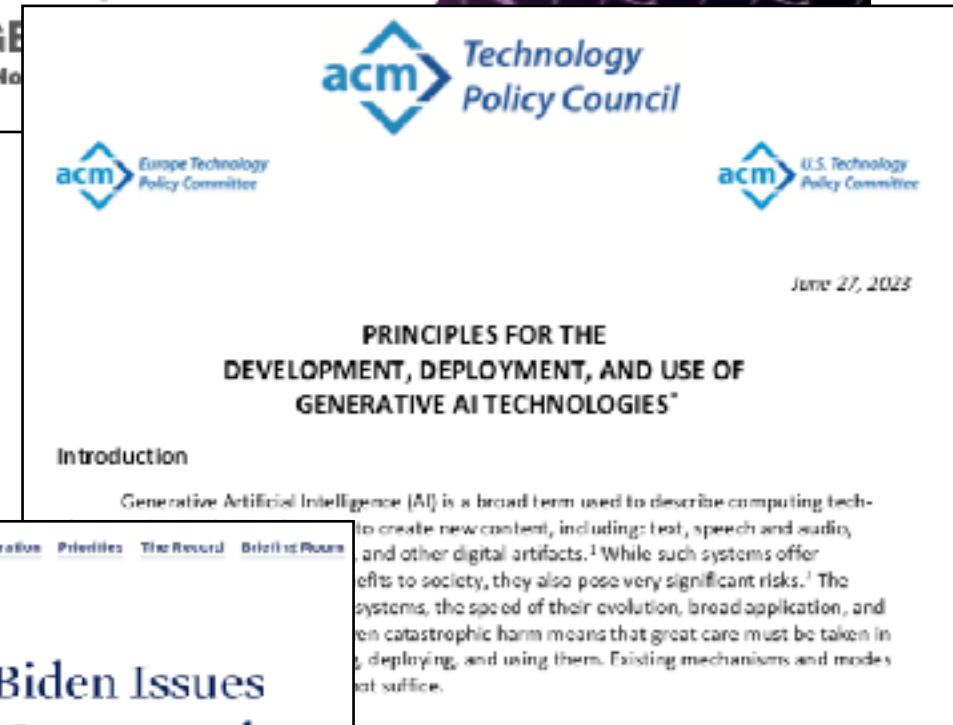 acm Technology
Policy Council
acm Europe Technology
Policy Committee
acm U.S. Technology
Policy Committee
June 27, 2023
PRINCIPLES FOR THE
DEVELOPMENT, DEPLOYMENT, AND USE OF
GENERATIVE AI TECHNOLOGIES*
Introduction
Generative Artificial Intelligence (AI) is a broad term used to describe computing tech-
to create new content, including: text, speech and audio,
, and other digital artifacts.¹ While such systems offer
efits to society, they also pose very significant risks.² The
systems, the speed of their evolution, broad application, and
ven catastrophic harm means that great care must be taken in
, deploying, and using them. Existing mechanisms and modes
ot suffice.
ration Priorities The Record Briefing Room
Biden Issues